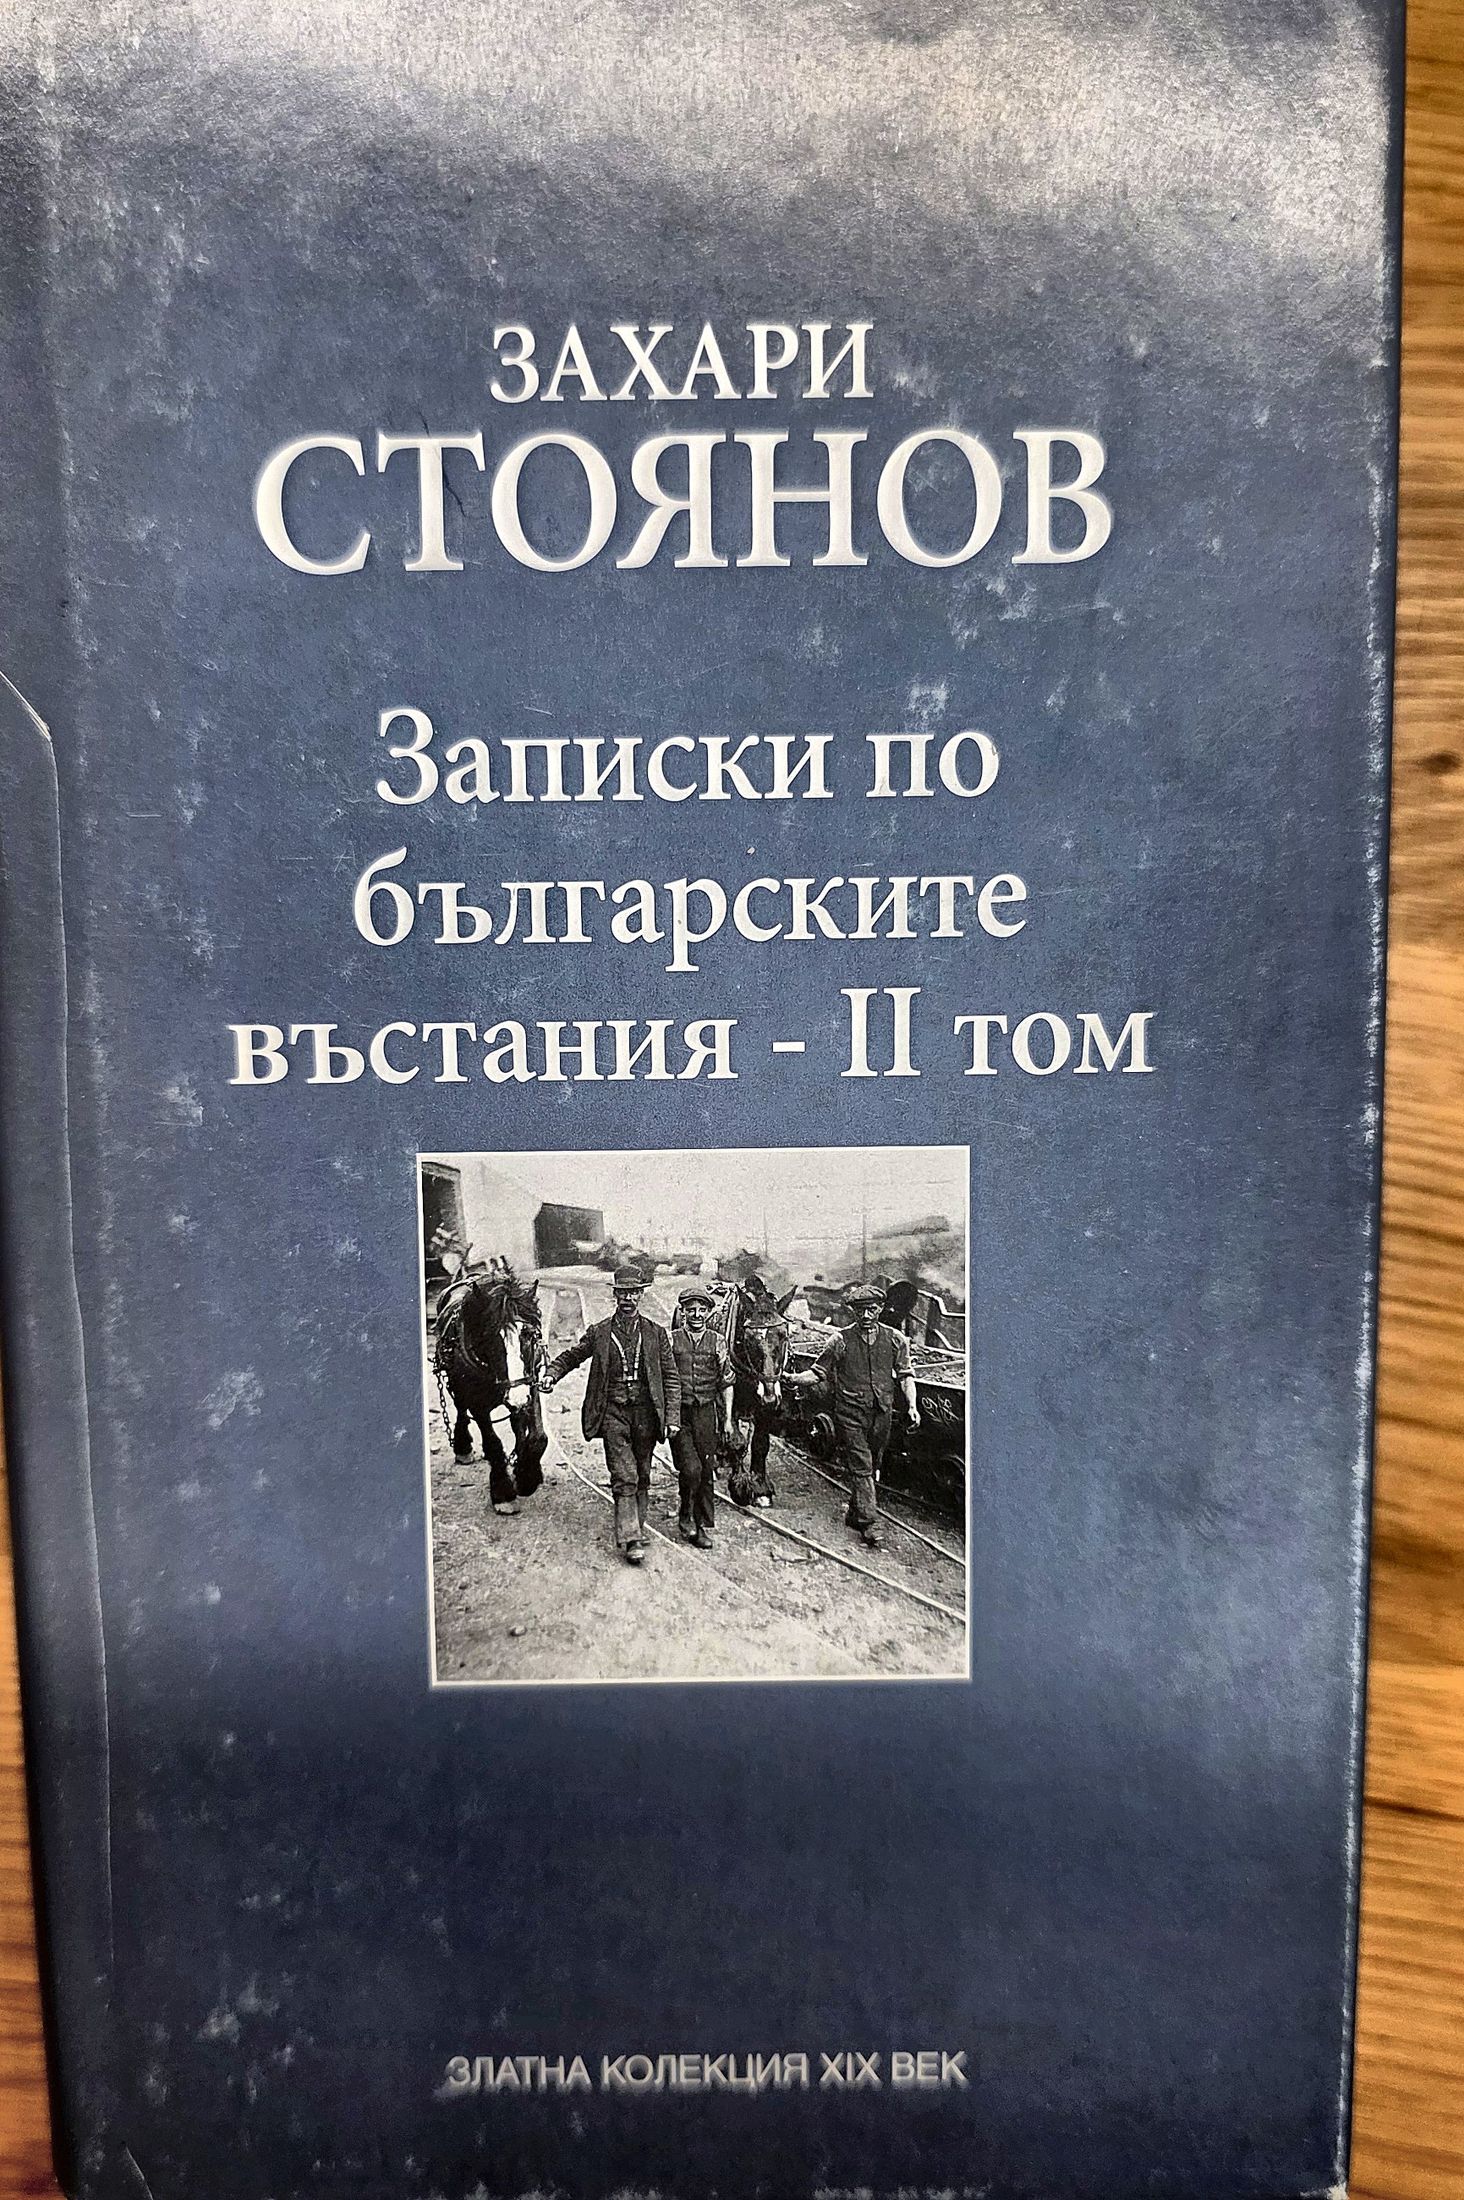 ЗАХАРИ
СТОЯНОВ
Записки по
българските
въстания - II том
ЗЛАТНА КОЛЕКЦИЯ XIX ВЕК